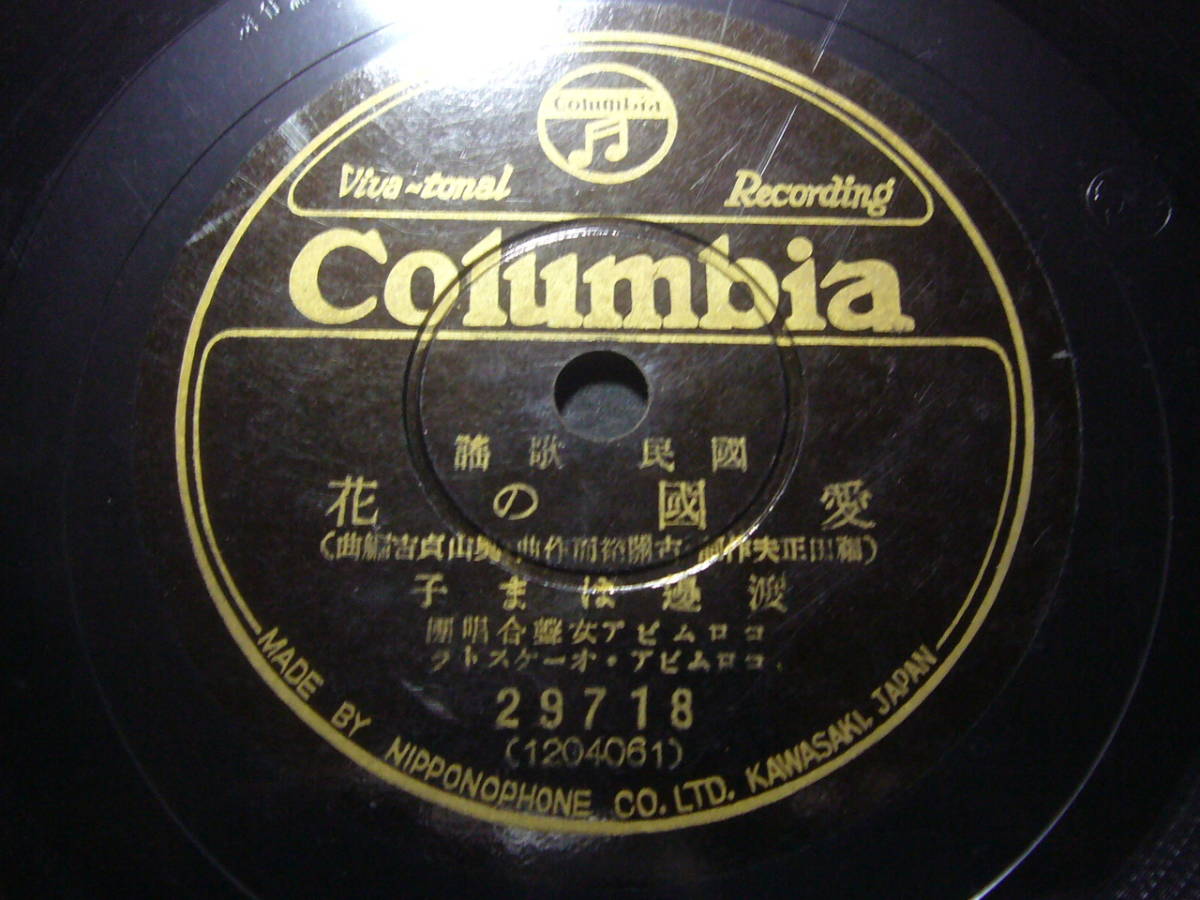 Columbia
Viva-tonal Recording
Columbia
國民歌謠
愛國の花
(福田正夫作詞 古關裕而作曲 奥山貞吉編曲)
渡邊はま子
コロムビア女聲合唱團
コロムビア・オーケストラ
29718
(1204061)
MADE BY NIPPONOPHONE CO. LTD. KAWASAKI, JAPAN